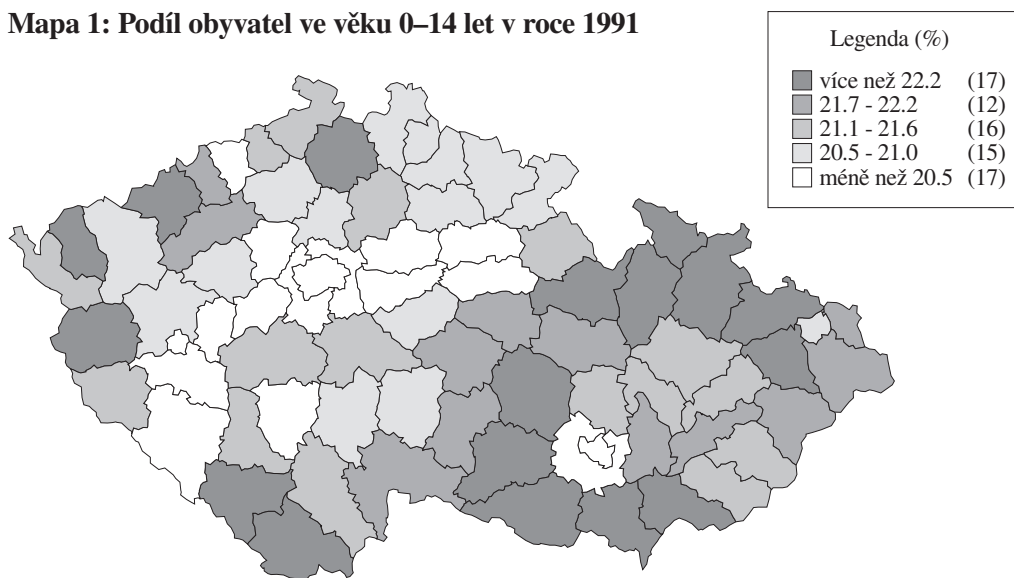 Mapa 1: Podíl obyvatel ve věku 0–14 let v roce 1991
Legenda (%)
více než 22.2 (17)
21.7 - 22.2 (12)
21.1 - 21.6 (16)
20.5 - 21.0 (15)
méně než 20.5 (17)